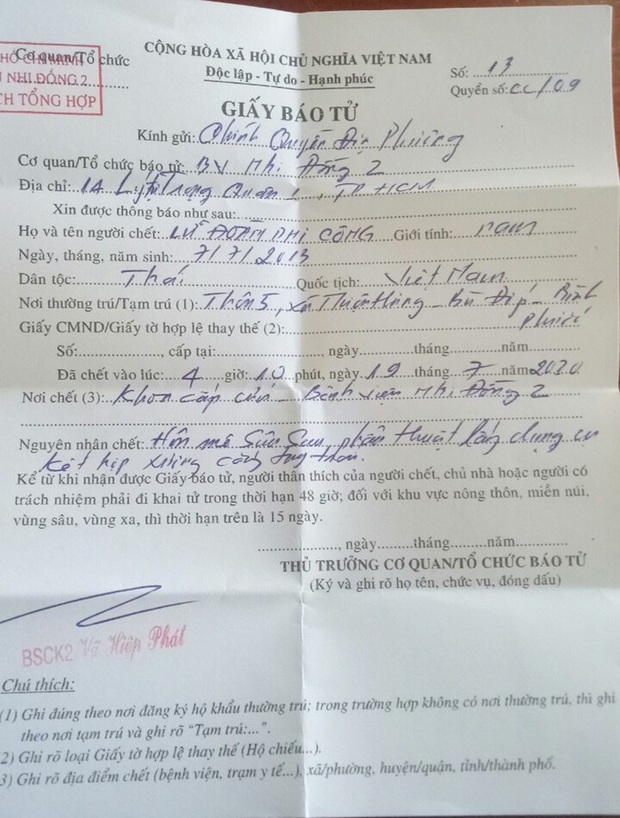 Cơ quan/Tổ chức
NHI ĐỒNG 2
CH TỔNG HỢP
CỘNG HÒA XÃ HỘI CHỦ NGHĨA VIỆT NAM
Độc lập - Tự do - Hạnh phúc
Số: 13
Quyển số: CC/09
GIẤY BÁO TỬ
Kính gửi: Chính Quyền Địa Phương
Cơ quan/Tổ chức báo tử: BV Nhi Đồng 2
Địa chỉ: 14 Lý Tự Trọng Quận 1, TP HCM
Xin được thông báo như sau:
Họ và tên người chết: LỮ ĐOÀN PHI CÔNG Giới tính: nam
Ngày, tháng, năm sinh: 7/7/2013
Dân tộc: Thái Quốc tịch: Việt Nam
Nơi thường trú/Tạm trú (1): Thôn 5, xã - Bù Đốp - Bình
Phước
Giấy CMND/Giấy tờ hợp lệ thay thế (2):
Số:............, cấp tại:............, ngày.........tháng.........năm.........
Đã chết vào lúc: 4 giờ: 10 phút, ngày 19 tháng 7 năm 2020
Nơi chết (3): Khoa cấp cứu - Bệnh viện Nhi Đồng 2
Nguyên nhân chết: Hôn mê sâu sau phẫu thuật
kết hợp xương
Kể từ khi nhận được Giấy báo tử, người thân thích của người chết, chủ nhà hoặc người có
trách nhiệm phải đi khai tử trong thời hạn 48 giờ; đối với khu vực nông thôn, miền núi,
vùng sâu, vùng xa, thì thời hạn trên là 15 ngày.
............, ngày.........tháng.........năm.........
THỦ TRƯỞNG CƠ QUAN/TỔ CHỨC BÁO TỬ
(Ký và ghi rõ họ tên, chức vụ, đóng dấu)
BSCK2 Võ Hiệp Phát
Chú thích:
(1) Ghi đúng theo nơi đăng ký hộ khẩu thường trú; trong trường hợp không có nơi thường trú, thì ghi
theo nơi tạm trú và ghi rõ “Tạm trú:...”.
2) Ghi rõ loại Giấy tờ hợp lệ thay thế (Hộ chiếu...).
3) Ghi rõ địa điểm chết (bệnh viện, trạm y tế...), xã/phường, huyện/quận, tỉnh/thành phố.